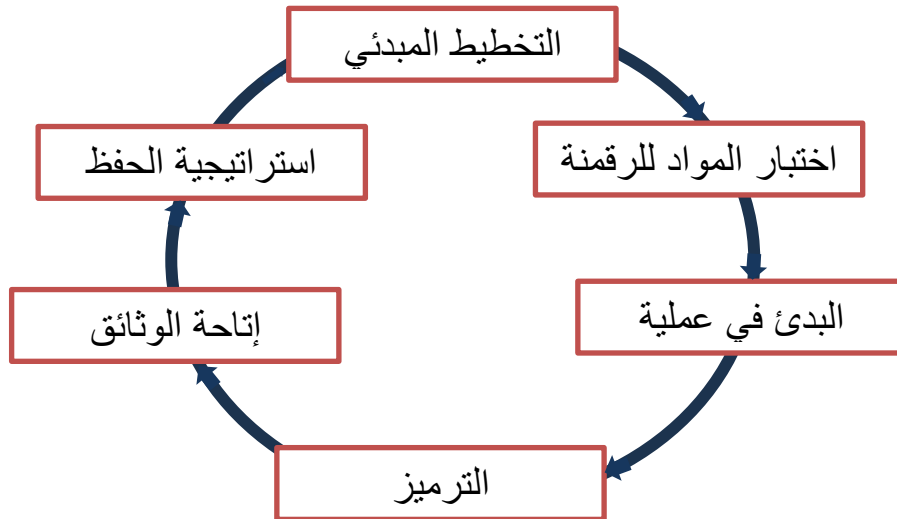 التخطيط المبدئي
اختبار المواد للرقمنة
البدئ في عملية
الترميز
إتاحة الوثائق
استراتيجية الحفظ